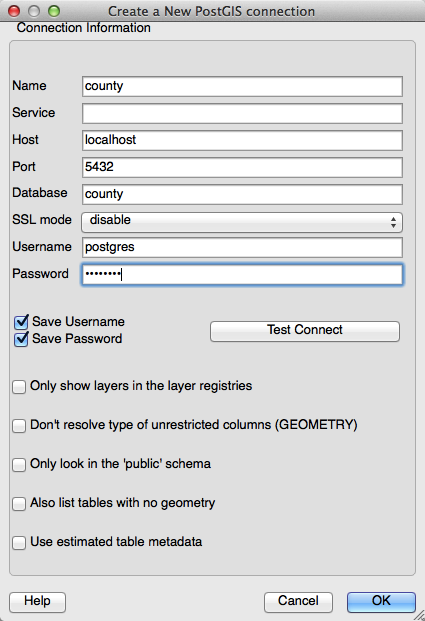 Create a New PostGIS connection
Connection Information
Name county
Service
Host localhost
Port 5432
Database county
SSL mode disable
Username postgres
Password ••••••••
Save Username
Test Connect
Save Password
Only show layers in the layer registries
Don't resolve type of unrestricted columns (GEOMETRY)
Only look in the 'public' schema
Also list tables with no geometry
Use estimated table metadata
Help Cancel OK